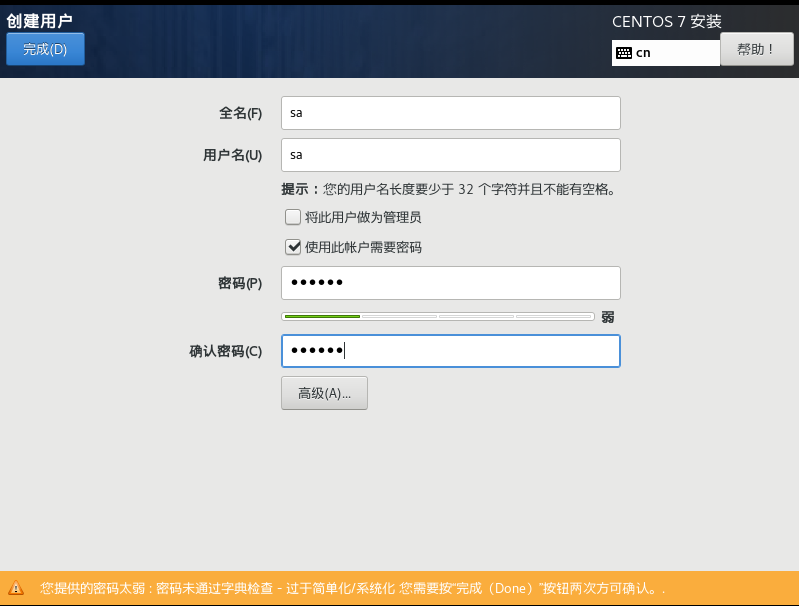 创建用户
CENTOS 7 安装
完成(D)
cn
帮助！
全名(F)
sa
用户名(U)
sa
提示：您的用户名长度要少于 32 个字符并且不能有空格。
将此用户做为管理员
使用此帐户需要密码
密码(P)
●●●●●●
弱
确认密码(C)
●●●●●●
高级(A)...
您提供的密码太弱 : 密码未通过字典检查 - 过于简单化/系统化 您需要按“完成（Done）”按钮两次方可确认。.